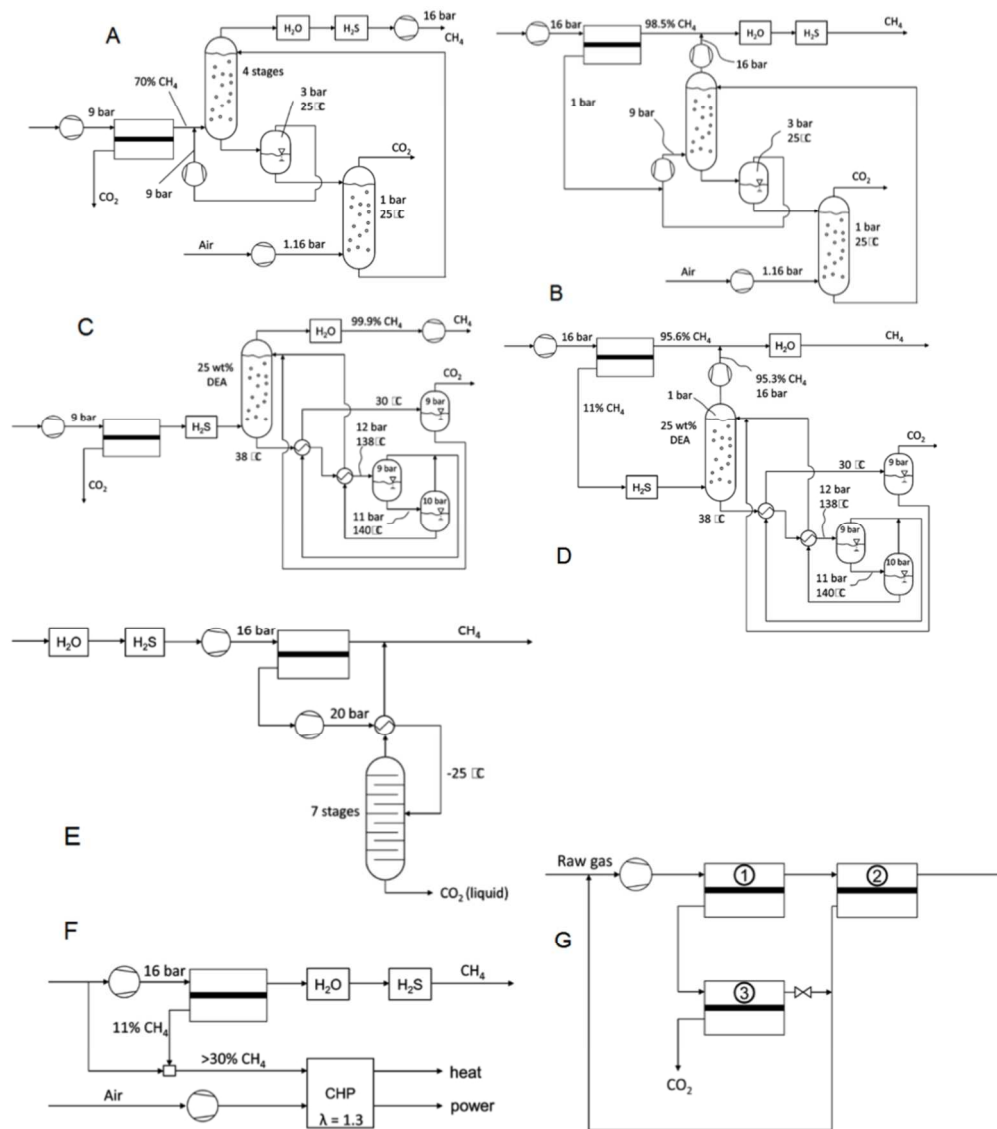 A
9 bar
70% CH₄
CO₂
9 bar
4 stages
H₂O
H₂S
16 bar
CH₄
3 bar
25 °C
CO₂
1 bar
25 °C
Air
1.16 bar
B
16 bar
98.5% CH₄
H₂O
H₂S
CH₄
16 bar
1 bar
9 bar
3 bar
25 °C
CO₂
1 bar
25 °C
Air
1.16 bar
C
9 bar
CO₂
H₂S
25 wt%
DEA
H₂O
99.9% CH₄
CH₄
38 °C
30 °C
CO₂
9 bar
12 bar
138 °C
9 bar
10 bar
11 bar
140 °C
D
16 bar
95.6% CH₄
H₂O
CH₄
95.3% CH₄
16 bar
11% CH₄
1 bar
25 wt%
DEA
H₂S
38 °C
30 °C
CO₂
9 bar
12 bar
138 °C
9 bar
10 bar
11 bar
140 °C
E
H₂O
H₂S
16 bar
CH₄
20 bar
-25 °C
7 stages
CO₂ (liquid)
F
16 bar
H₂O
H₂S
CH₄
11% CH₄
>30% CH₄
Air
CHP
λ = 1.3
heat
power
G
Raw gas
①
②
③
CO₂